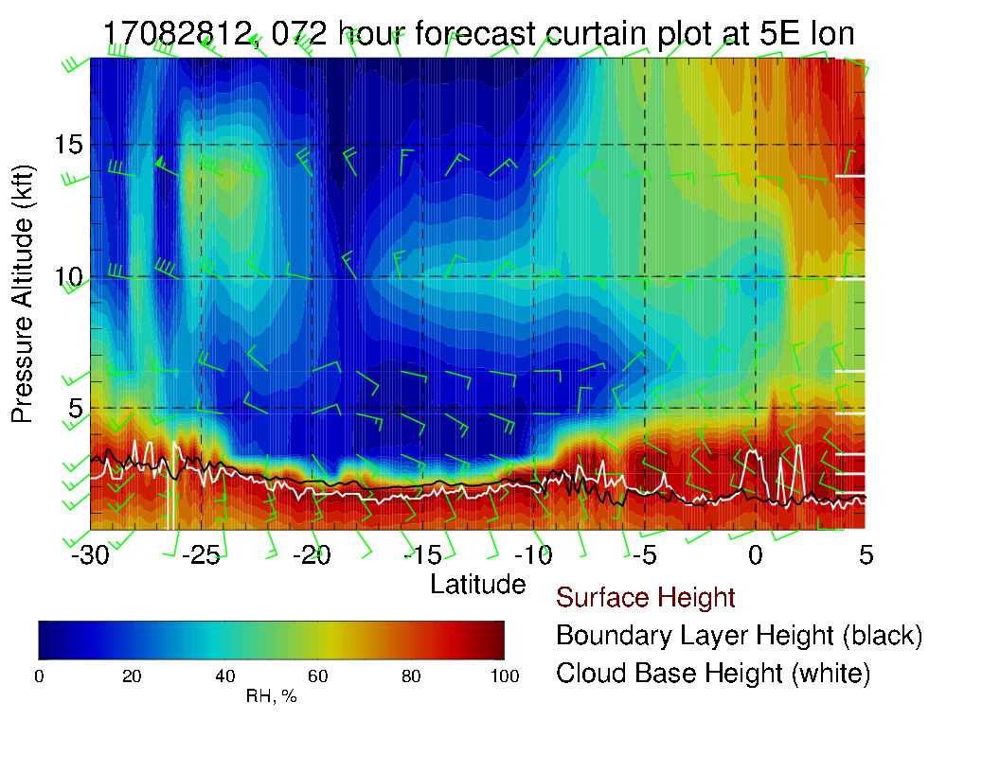 17082812, 072 hour forecast curtain plot at 5E lon
Pressure Altitude (kft)
15
10
5
-30 -25 -20 -15 -10 -5 0 5
Latitude
Surface Height
Boundary Layer Height (black)
Cloud Base Height (white)
0 20 40 60 80 100
RH, %